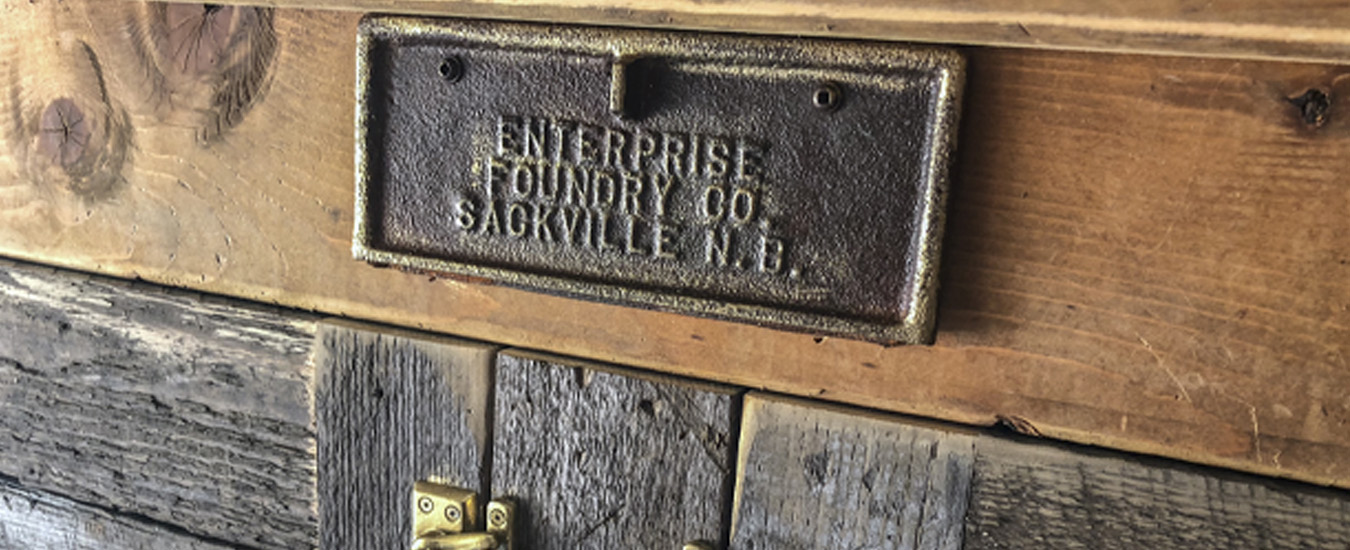 ENTERPRISE
FOUNDRY CO.
SACKVILLE N.B.